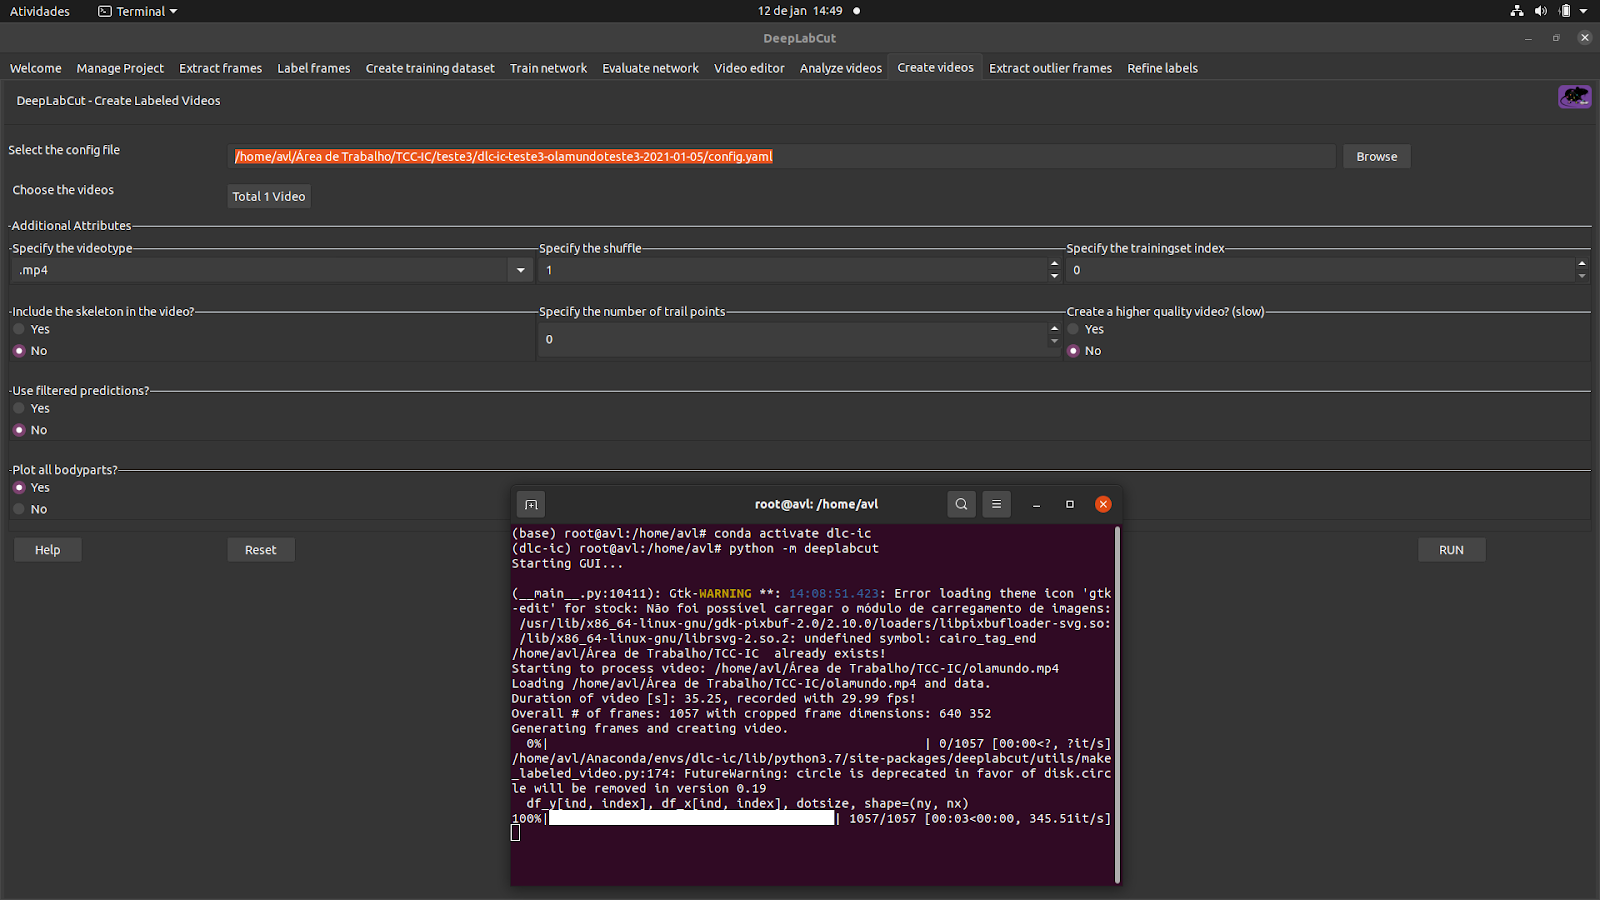 Atividades Terminal 12 de jan 14:49
DeepLabCut
Welcome Manage Project Extract frames Label frames Create training dataset Train network Evaluate network Video editor Analyze videos Create videos Extract outlier frames Refine labels
DeepLabCut - Create Labeled Videos
Select the config file /home/avl/Área de Trabalho/TCC-IC/teste3/dlc-ic-teste3-olamundoteste3-2021-01-05/config.yaml Browse
Choose the videos Total 1 Video
Additional Attributes
Specify the videotype Specify the shuffle Specify the trainingset index
.mp4 1 0
Include the skeleton in the video? Specify the number of trail points Create a higher quality video? (slow)
Yes 0 Yes
No No
Use filtered predictions?
Yes
No
Plot all bodyparts?
Yes
No
Help Reset RUN
root@avl: /home/avl
(base) root@avl:/home/avl# conda activate dlc-ic
(dlc-ic) root@avl:/home/avl# python -m deeplabcut
Starting GUI...
(__main__.py:10411): Gtk-WARNING **: 14:08:51.423: Error loading theme icon 'gtk
-edit' for stock: Não foi possível carregar o módulo de carregamento de imagens:
/usr/lib/x86_64-linux-gnu/gdk-pixbuf-2.0/2.10.0/loaders/libpixbufloader-svg.so:
/lib/x86_64-linux-gnu/librsvg-2.so.2: undefined symbol: cairo_tag_end
/home/avl/Área de Trabalho/TCC-IC  already exists!
Starting to process video: /home/avl/Área de Trabalho/TCC-IC/olamundo.mp4
Loading /home/avl/Área de Trabalho/TCC-IC/olamundo.mp4 and data.
Duration of video [s]: 35.25, recorded with 29.99 fps!
Overall # of frames: 1057 with cropped frame dimensions: 640 352
Generating frames and creating video.
0%| | 0/1057 [00:00<?, ?it/s]
/home/avl/Anaconda/envs/dlc-ic/lib/python3.7/site-packages/deeplabcut/utils/make
_labeled_video.py:174: FutureWarning: circle is deprecated in favor of disk.circ
le will be removed in version 0.19
df_y[ind, index], df_x[ind, index], dotsize, shape=(ny, nx)
100%| | 1057/1057 [00:03<00:00, 345.51it/s]